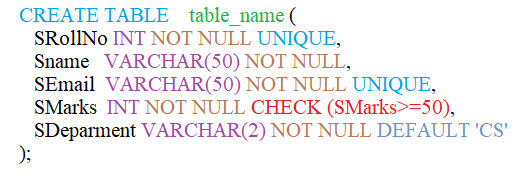 CREATE TABLE table_name (
SRollNo INT NOT NULL UNIQUE,
Sname VARCHAR(50) NOT NULL,
SEmail VARCHAR(50) NOT NULL UNIQUE,
SMarks INT NOT NULL CHECK (SMarks>=50),
SDeparment VARCHAR(2) NOT NULL DEFAULT 'CS'
);